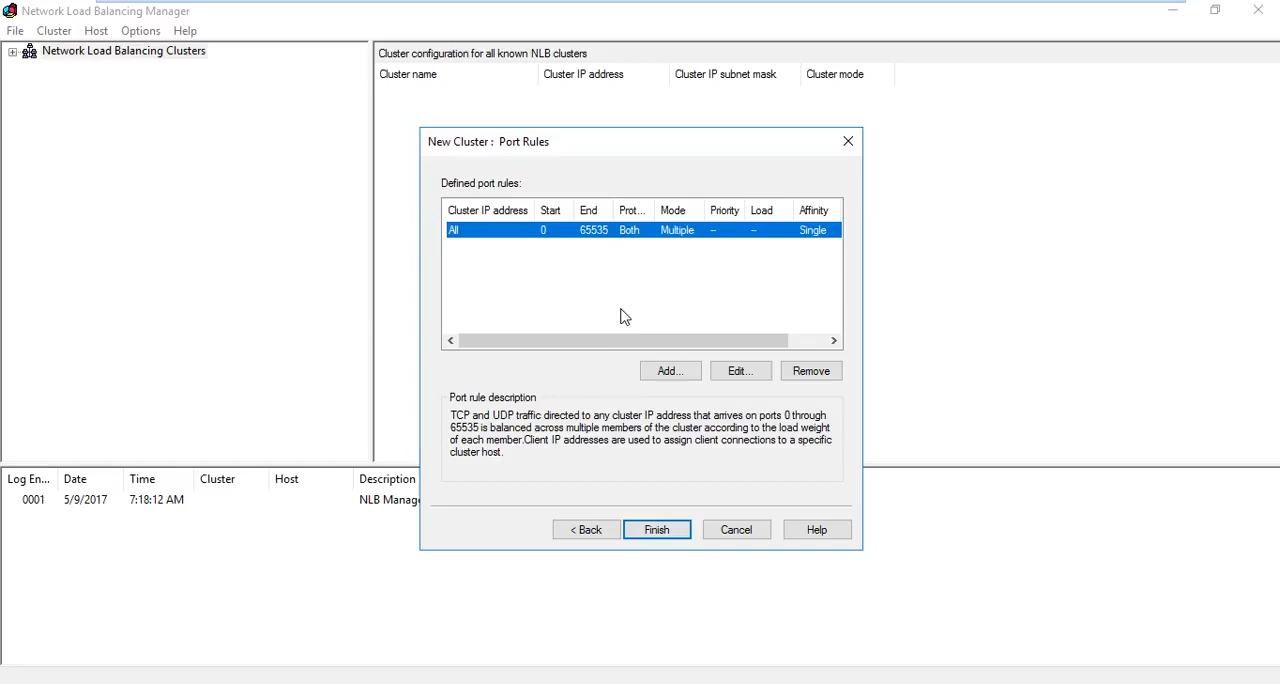 Network Load Balancing Manager
File Cluster Host Options Help
Network Load Balancing Clusters
Cluster configuration for all known NLB clusters
Cluster name Cluster IP address Cluster IP subnet mask Cluster mode
New Cluster : Port Rules
Defined port rules:
Cluster IP address Start End Prot... Mode Priority Load Affinity
All 0 65535 Both Multiple -- -- Single
Add... Edit... Remove
Port rule description
TCP and UDP traffic directed to any cluster IP address that arrives on ports 0 through
65535 is balanced across multiple members of the cluster according to the load weight
of each member.Client IP addresses are used to assign client connections to a specific
cluster host.
< Back Finish Cancel Help
Log En... Date Time Cluster Host Description
0001 5/9/2017 7:18:12 AM NLB Manag